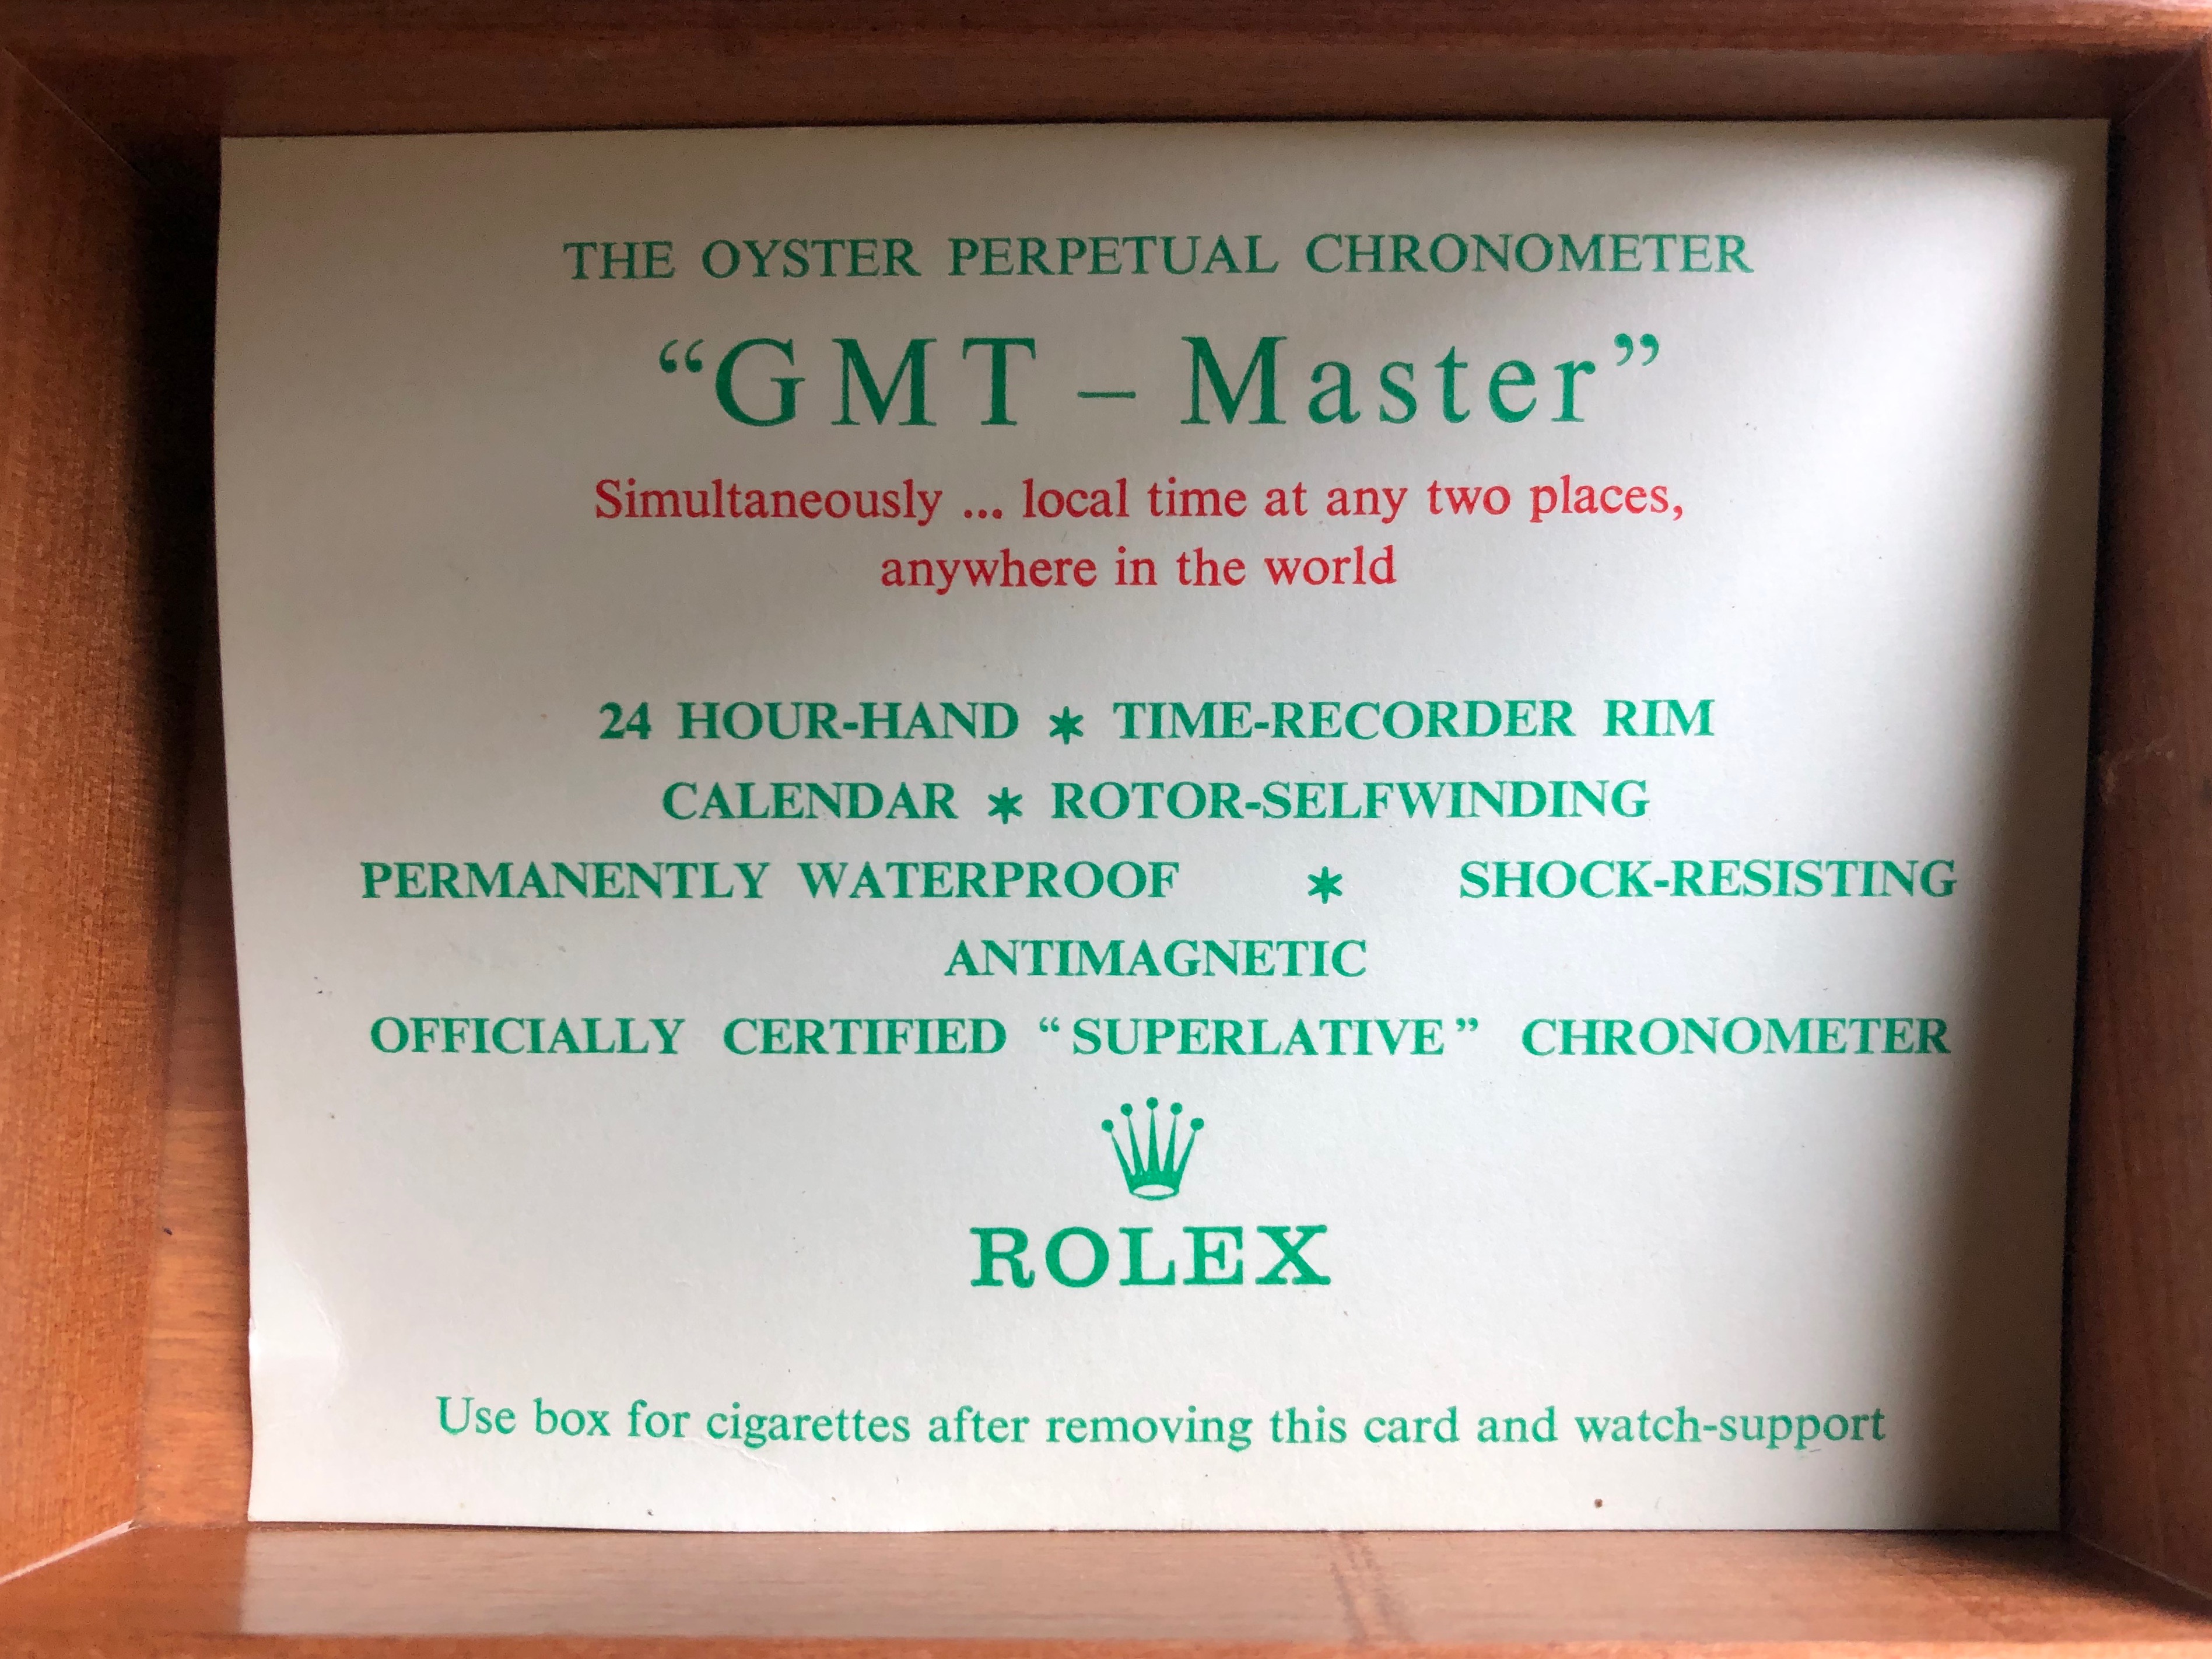 THE OYSTER PERPETUAL CHRONOMETER
“GMT – Master”
Simultaneously ... local time at any two places,
anywhere in the world
24 HOUR-HAND * TIME-RECORDER RIM
CALENDAR * ROTOR-SELFWINDING
PERMANENTLY WATERPROOF * SHOCK-RESISTING
ANTIMAGNETIC
OFFICIALLY CERTIFIED “SUPERLATIVE” CHRONOMETER
ROLEX
Use box for cigarettes after removing this card and watch-support